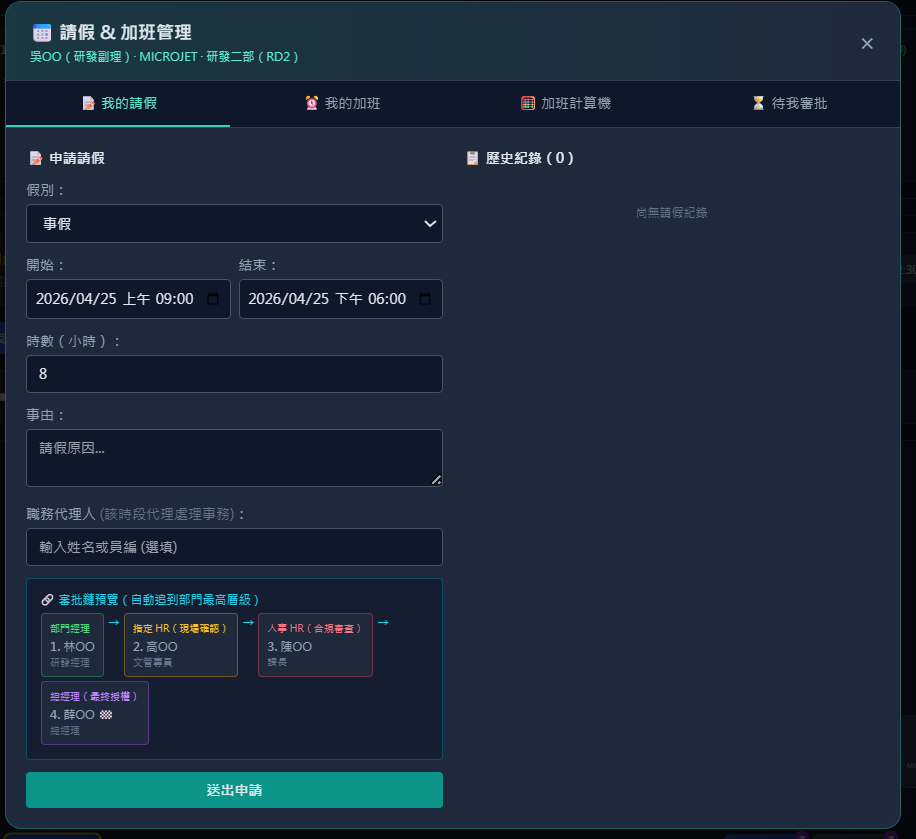 請假 & 加班管理
吳OO（研發副理）· MICROJET · 研發二部（RD2）
我的請假
我的加班
加班計算機
待我審批
申請請假
假別：
事假
開始：
結束：
2026/04/25 上午 09:00
2026/04/25 下午 06:00
時數（小時）：
8
事由：
請假原因...
職務代理人 (該時段代理處理事務)：
輸入姓名或員編 (選填)
審批鏈預覽（自動追到部門最高層級）
部門經理
1. 林OO
研發經理
→
指定 HR（現場確認）
2. 高OO
文管專員
→
人事 HR（合規審查）
3. 陳OO
課長
→
總經理（最終授權）
4. 薛OO
總經理
送出申請
歷史紀錄（0）
尚無請假紀錄